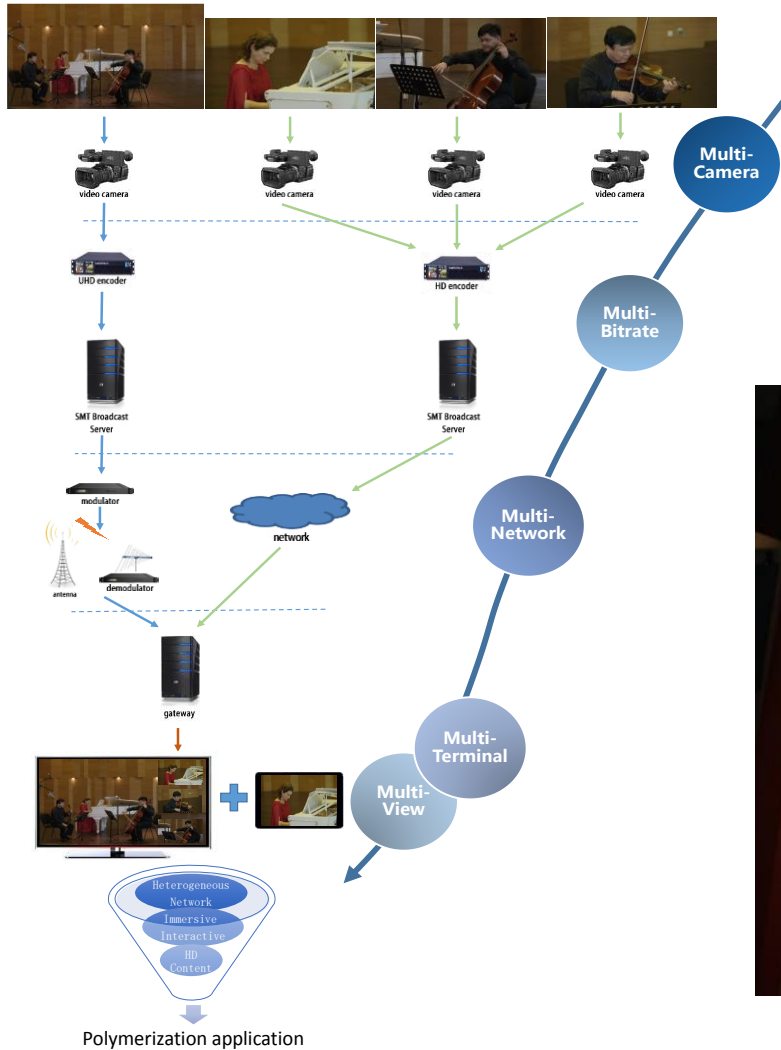 video camera
video camera
video camera
video camera
Multi-
Camera
UHD encoder
HD encoder
Multi-
Bitrate
SMT Broadcast
Server
SMT Broadcast
Server
modulator
network
Multi-
Network
antenna
demodulator
gateway
Multi-
Terminal
Multi-
View
Heterogeneous
Network
Immersive
Interactive
HD
Content
Polymerization application